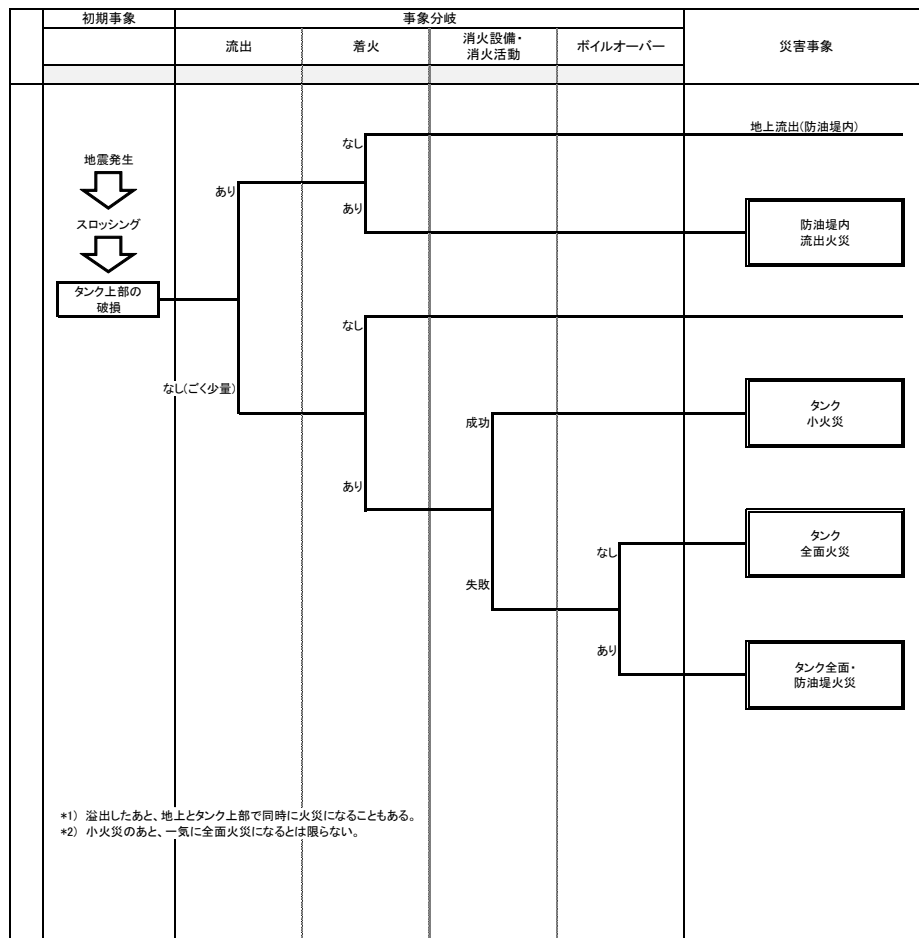 初期事象
事象分岐
災害事象
流出
着火
消火設備・
消火活動
ボイルオーバー
地震発生
スロッシング
タンク上部の
破損
あり
なし(ごく少量)
なし
あり
地上流出(防油堤内)
防油堤内
流出火災
なし
あり
成功
失敗
タンク
小火災
なし
あり
タンク
全面火災
タンク全面・
防油堤火災
*1) 溢出したあと、地上とタンク上部で同時に火災になることもある。
*2) 小火災のあと、一気に全面火災になるとは限らない。